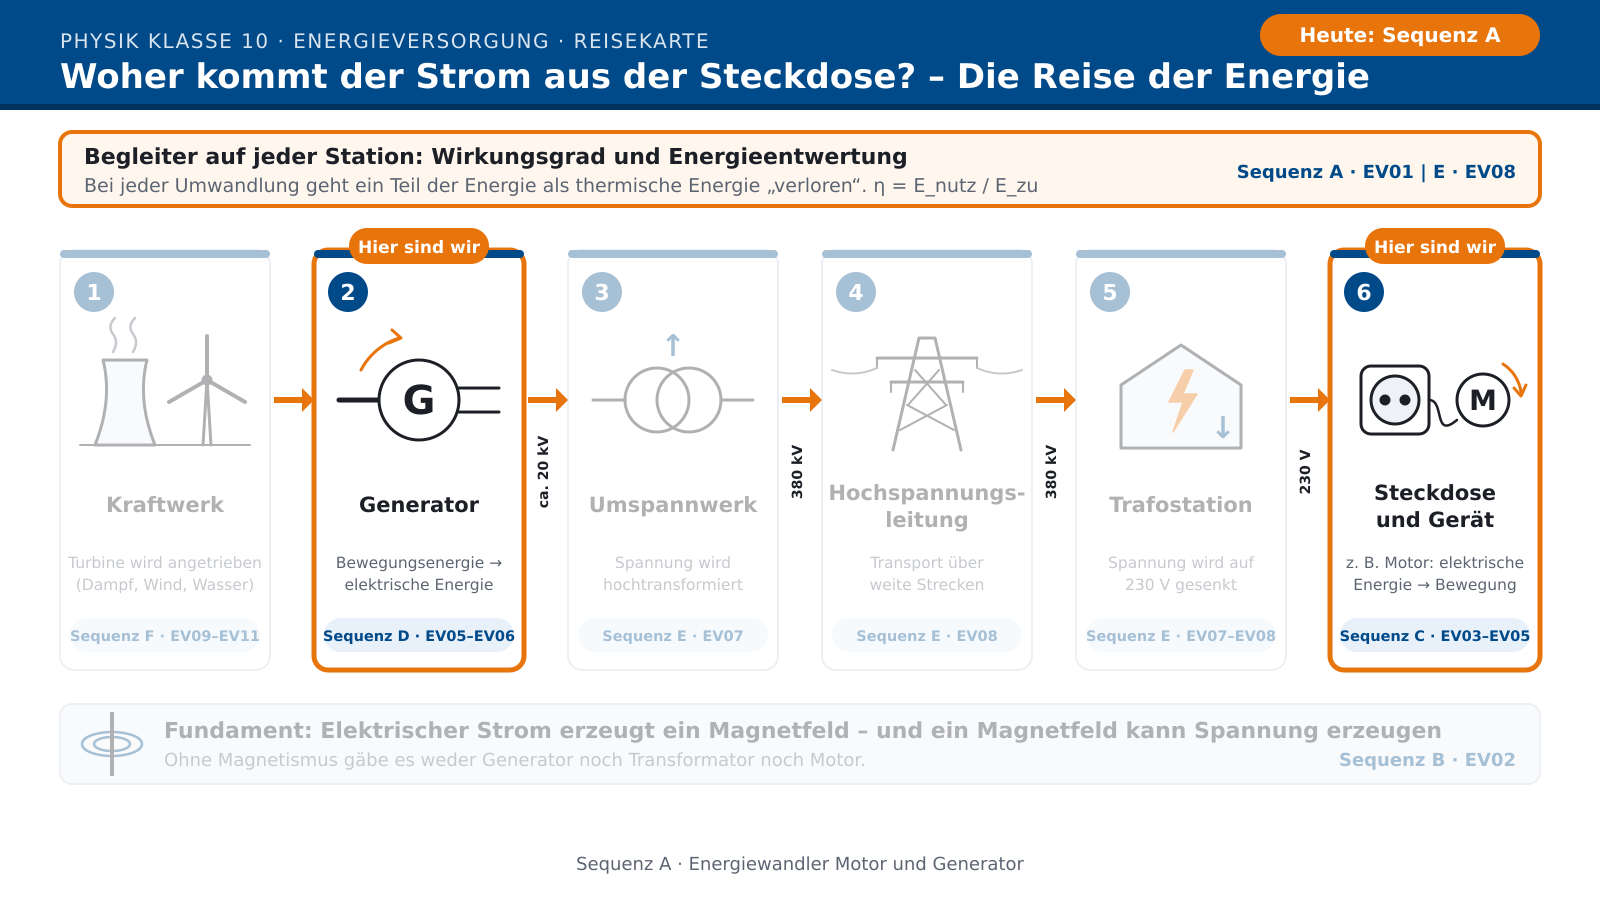 PHYSIK KLASSE 10 · ENERGIEVERSORGUNG · REISEKARTE
Heute: Sequenz A
Woher kommt der Strom aus der Steckdose? – Die Reise der Energie
Begleiter auf jeder Station: Wirkungsgrad und Energieentwertung
Bei jeder Umwandlung geht ein Teil der Energie als thermische Energie „verloren“. η = E_nutz / E_zu
Sequenz A · EV01 | E · EV08
1
Kraftwerk
Turbine wird angetrieben
(Dampf, Wind, Wasser)
Sequenz F · EV09–EV11
Hier sind wir
2
G
Generator
Bewegungsenergie →
elektrische Energie
Sequenz D · EV05–EV06
ca. 20 kV
3
↑
Umspannwerk
Spannung wird
hochtransformiert
Sequenz E · EV07
380 kV
4
Hochspannungs-
leitung
Transport über
weite Strecken
Sequenz E · EV08
380 kV
5
↓
Trafostation
Spannung wird auf
230 V gesenkt
Sequenz E · EV07–EV08
230 V
Hier sind wir
6
M
Steckdose
und Gerät
z. B. Motor: elektrische
Energie → Bewegung
Sequenz C · EV03–EV05
Fundament: Elektrischer Strom erzeugt ein Magnetfeld – und ein Magnetfeld kann Spannung erzeugen
Ohne Magnetismus gäbe es weder Generator noch Transformator noch Motor.
Sequenz B · EV02
Sequenz A · Energiewandler Motor und Generator